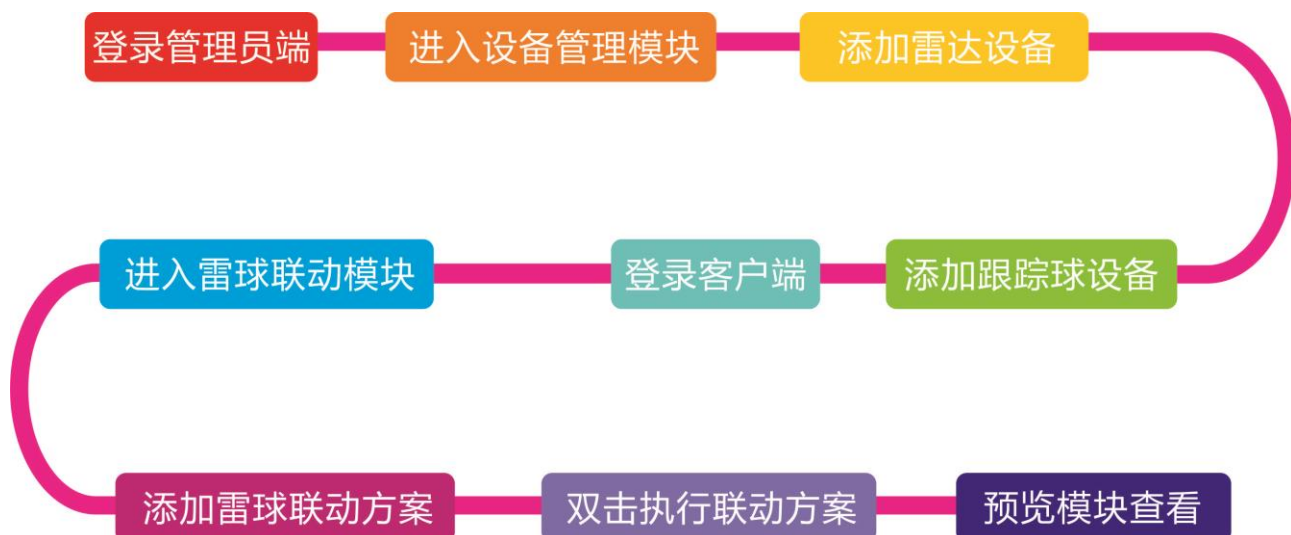 登录管理员端
进入设备管理模块
添加雷达设备
添加跟踪球设备
登录客户端
进入雷球联动模块
添加雷球联动方案
双击执行联动方案
预览模块查看